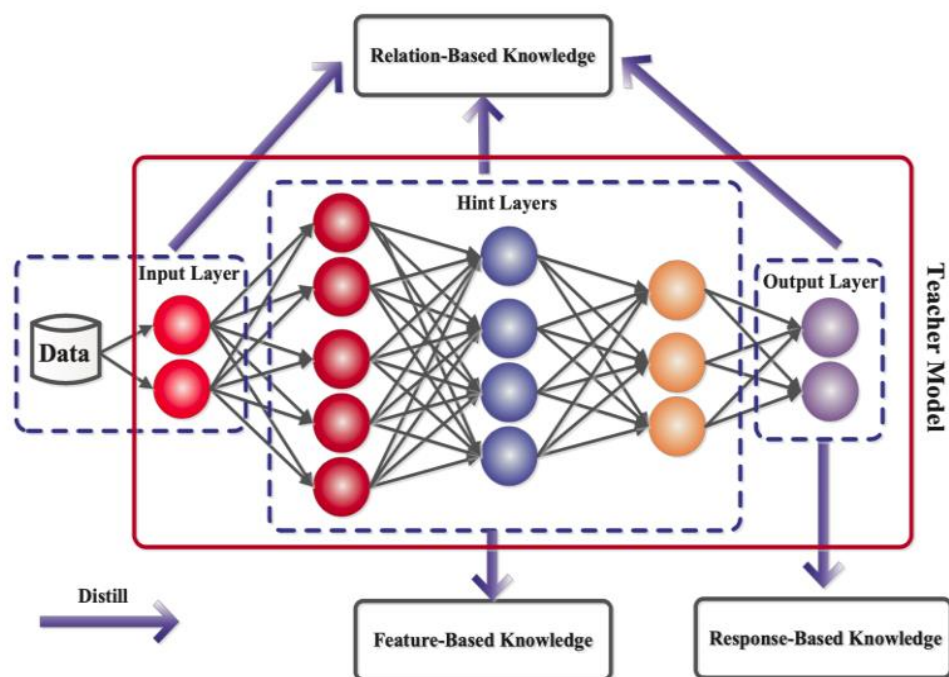 Relation-Based Knowledge
Hint Layers
Input Layer
Output Layer
Data
Teacher Model
Distill
Feature-Based Knowledge
Response-Based Knowledge